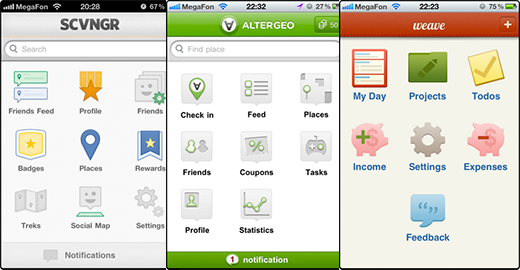 MegaFon 20:28 67%
SCVNGR
Search
Friends Feed Profile Friends
Badges Places Rewards
Treks Social Map Settings
Notifications
MegaFon 22:32 27%
ALTERGEO 50
Find place
Check in Feed Places
Friends Coupons Tasks
Profile Statistics
1 notification
MegaFon 22:23 75%
weave +
My Day Projects Todos
Income Settings Expenses
Feedback